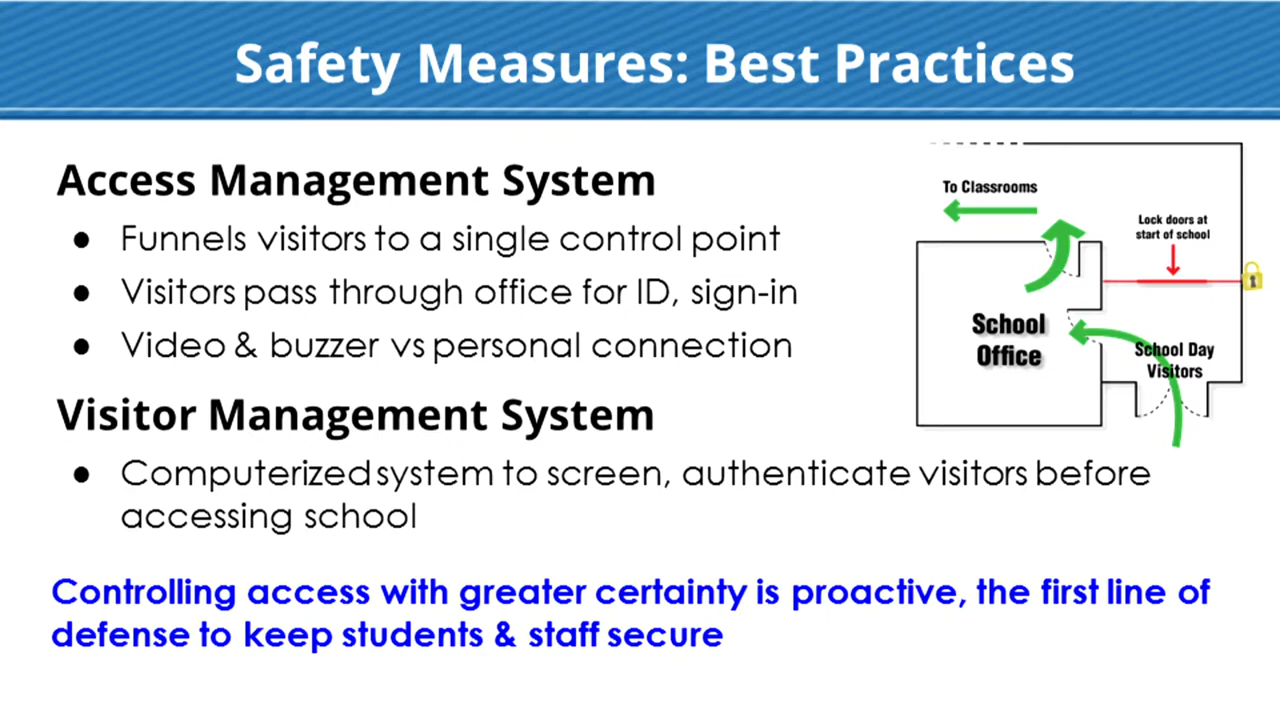 Safety Measures: Best Practices
Access Management System
● Funnels visitors to a single control point
● Visitors pass through office for ID, sign-in
● Video & buzzer vs personal connection
Visitor Management System
● Computerized system to screen, authenticate visitors before
accessing school
Controlling access with greater certainty is proactive, the first line of
defense to keep students & staff secure
To Classrooms
Lock doors at
start of school
School
Office
School Day
Visitors